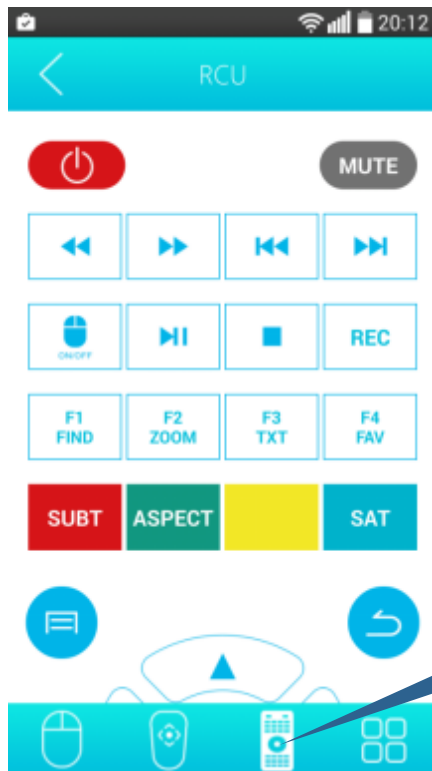 20:12
RCU
MUTE
ON/OFF
REC
F1 F2 F3 F4
FIND ZOOM TXT FAV
SUBT ASPECT SAT